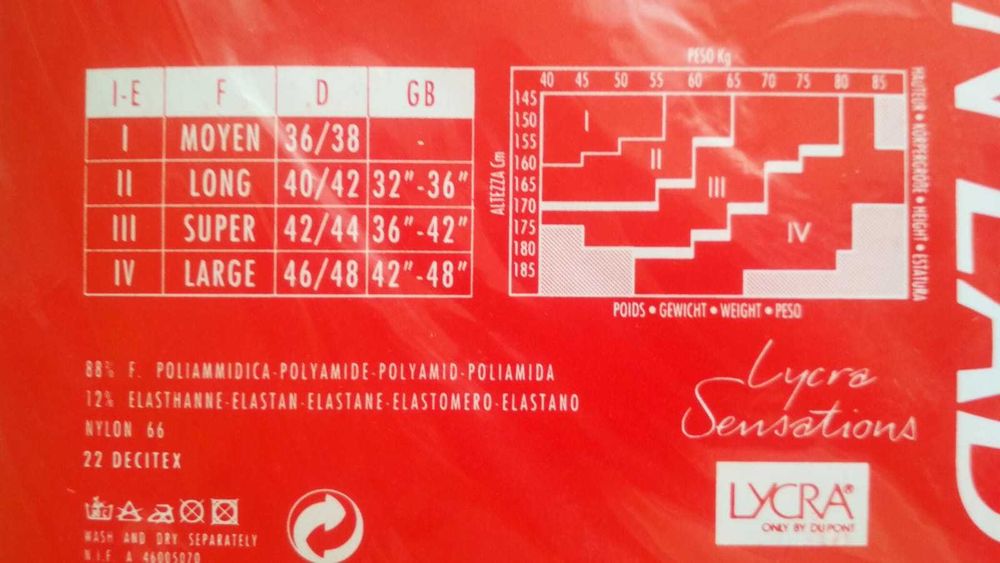 I-E F D GB
I MOYEN 36/38 -
II LONG 40/42 32"-36"
III SUPER 42/44 36"-42"
IV LARGE 46/48 42"-48"
PESO Kg
40 45 50 55 60 65 70 75 80 85
ALTEZZA Cm
145
150
155
160
165
170
175
180
185
I
II
III
IV
HAUTEUR • KÖRPERGRÖßE • HEIGHT • ESTATURA
POIDS • GEWICHT • WEIGHT • PESO
88% F. POLIAMMIDICA-POLYAMIDE-POLYAMID-POLIAMIDA
12% ELASTHANNE-ELASTAN-ELASTANE-ELASTOMERO-ELASTANO
NYLON 66
22 DECITEX
WASH AND DRY SEPARATELY
N.I.F. A 46005070
Lycra
Sensations
LYCRA®
ONLY BY DU PONT